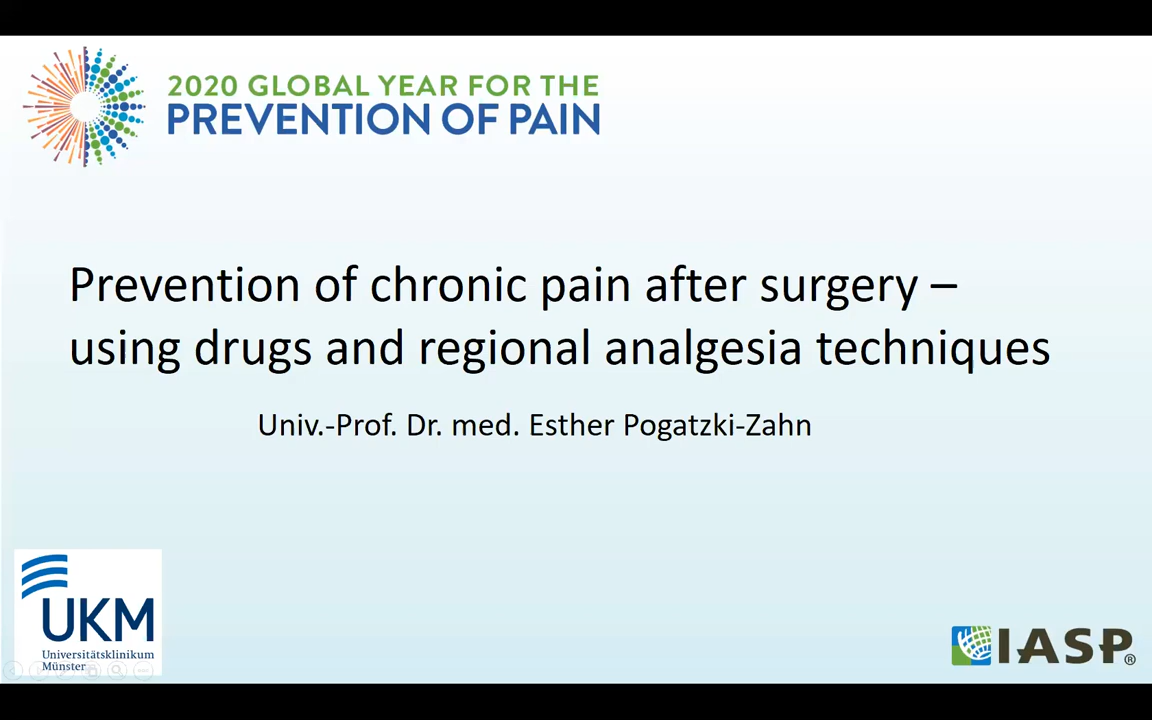 2020 GLOBAL YEAR FOR THE
PREVENTION OF PAIN
Prevention of chronic pain after surgery –
using drugs and regional analgesia techniques
Univ.-Prof. Dr. med. Esther Pogatzki-Zahn
UKM
Universitätsklinikum
Münster
IASP®